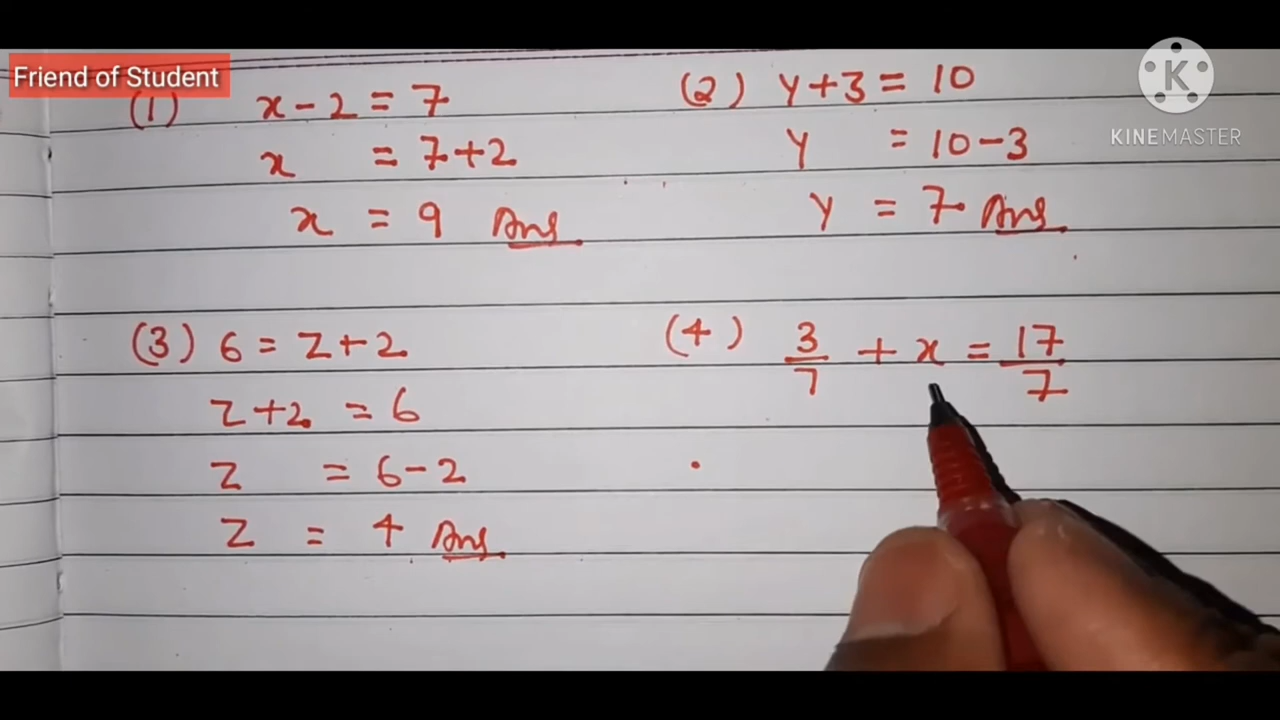 Friend of Student
KINEMASTER
(1) x - 2 = 7
x = 7 + 2
x = 9 Ans
(2) y + 3 = 10
y = 10 - 3
y = 7 Ans
(3) 6 = z + 2
z + 2 = 6
z = 6 - 2
z = 4 Ans
(4) 3/7 + x = 17/7